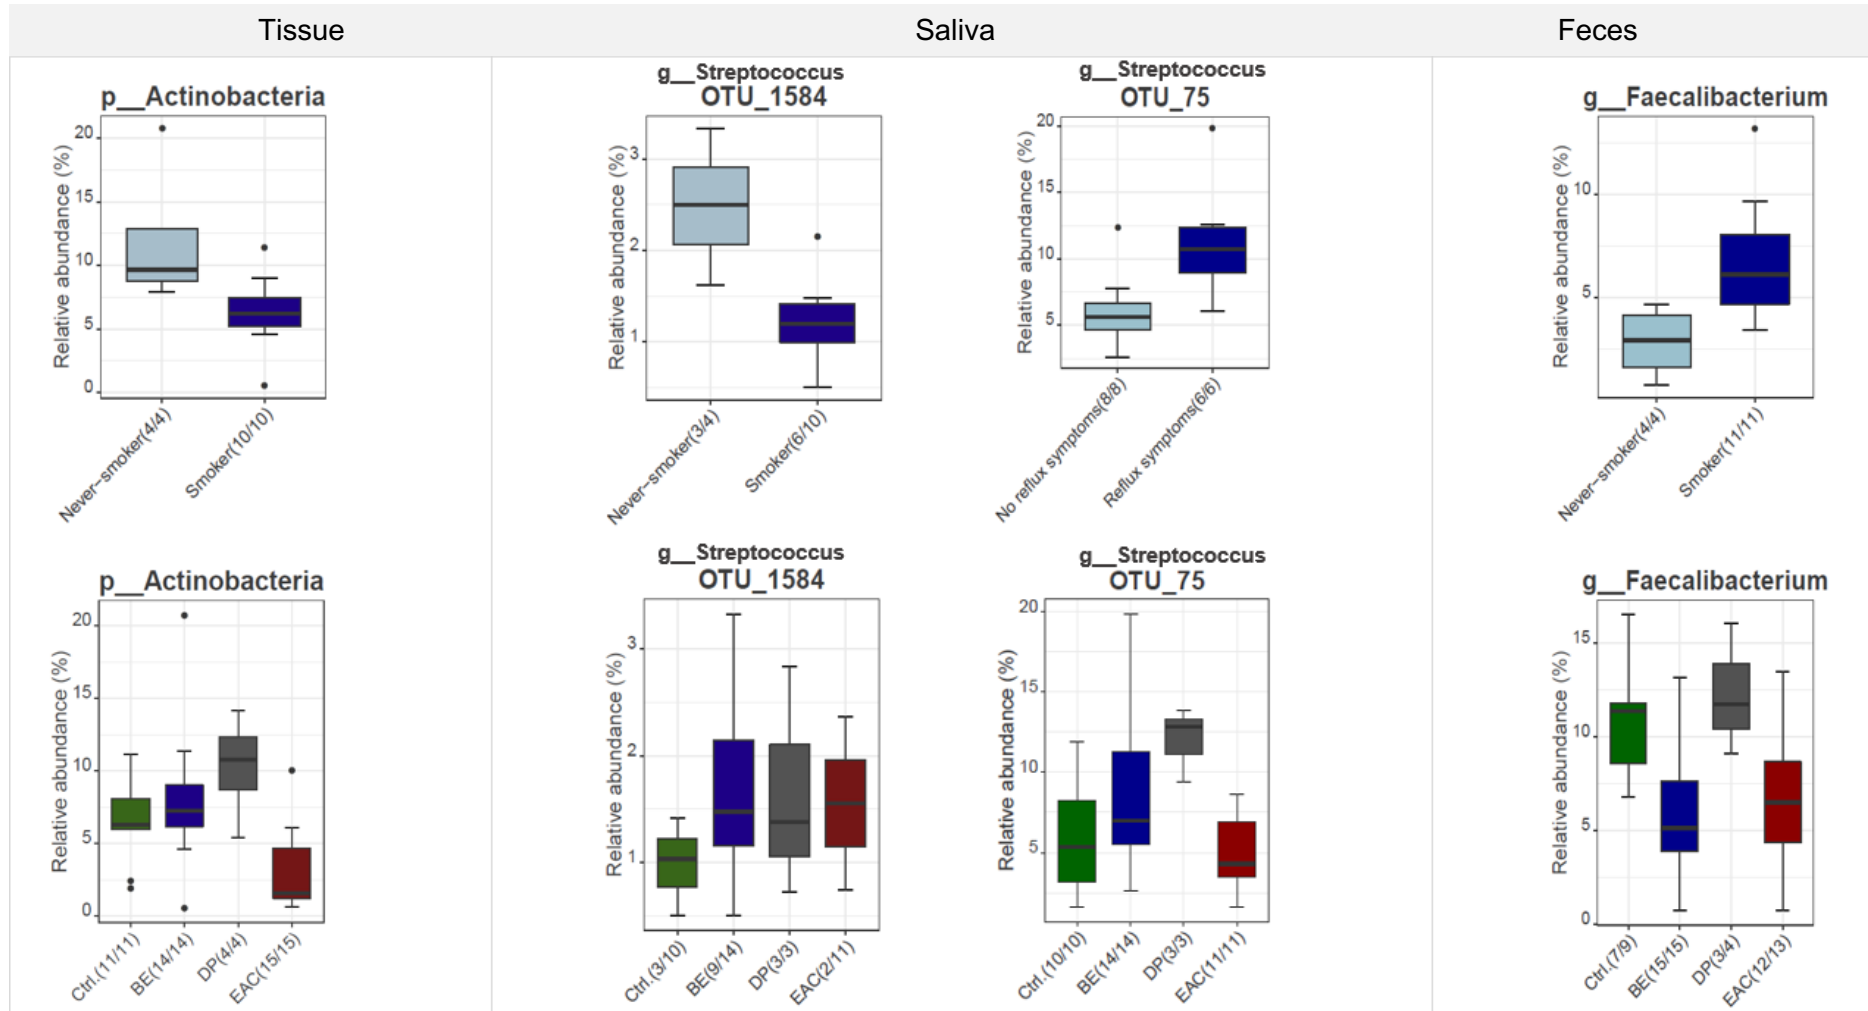 Tissue
Saliva
Feces
p__Actinobacteria
Relative abundance (%)
20
15
10
5
0
Never-smoker(4/4)
Smoker(10/10)
g__Streptococcus
OTU_1584
Relative abundance (%)
3
2
1
Never-smoker(3/4)
Smoker(6/10)
g__Streptococcus
OTU_75
Relative abundance (%)
20
15
10
5
No reflux symptoms(8/8)
Reflux symptoms(6/6)
g__Faecalibacterium
Relative abundance (%)
10
5
Never-smoker(4/4)
Smoker(11/11)
p__Actinobacteria
Relative abundance (%)
20
15
10
5
0
Ctrl.(11/11)
BE(14/14)
DP(4/4)
EAC(15/15)
g__Streptococcus
OTU_1584
Relative abundance (%)
3
2
1
Ctrl.(3/10)
BE(9/14)
DP(3/3)
EAC(2/11)
g__Streptococcus
OTU_75
Relative abundance (%)
20
15
10
5
Ctrl.(10/10)
BE(14/14)
DP(3/3)
EAC(11/11)
g__Faecalibacterium
Relative abundance (%)
15
10
5
0
Ctrl.(7/9)
BE(15/15)
DP(3/4)
EAC(12/13)